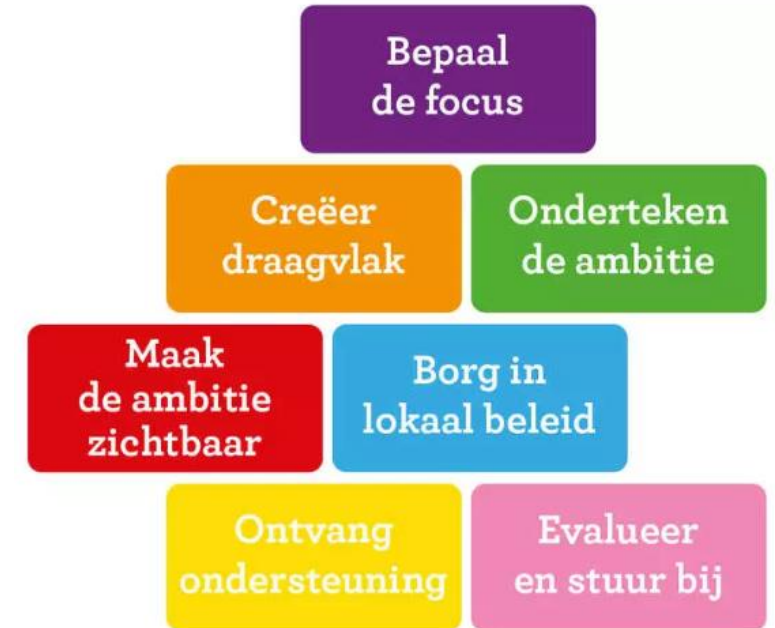 Bepaal
de focus
Creëer
draagvlak
Onderteken
de ambitie
Maak
de ambitie
zichtbaar
Borg in
lokaal beleid
Ontvang
ondersteuning
Evalueer
en stuur bij